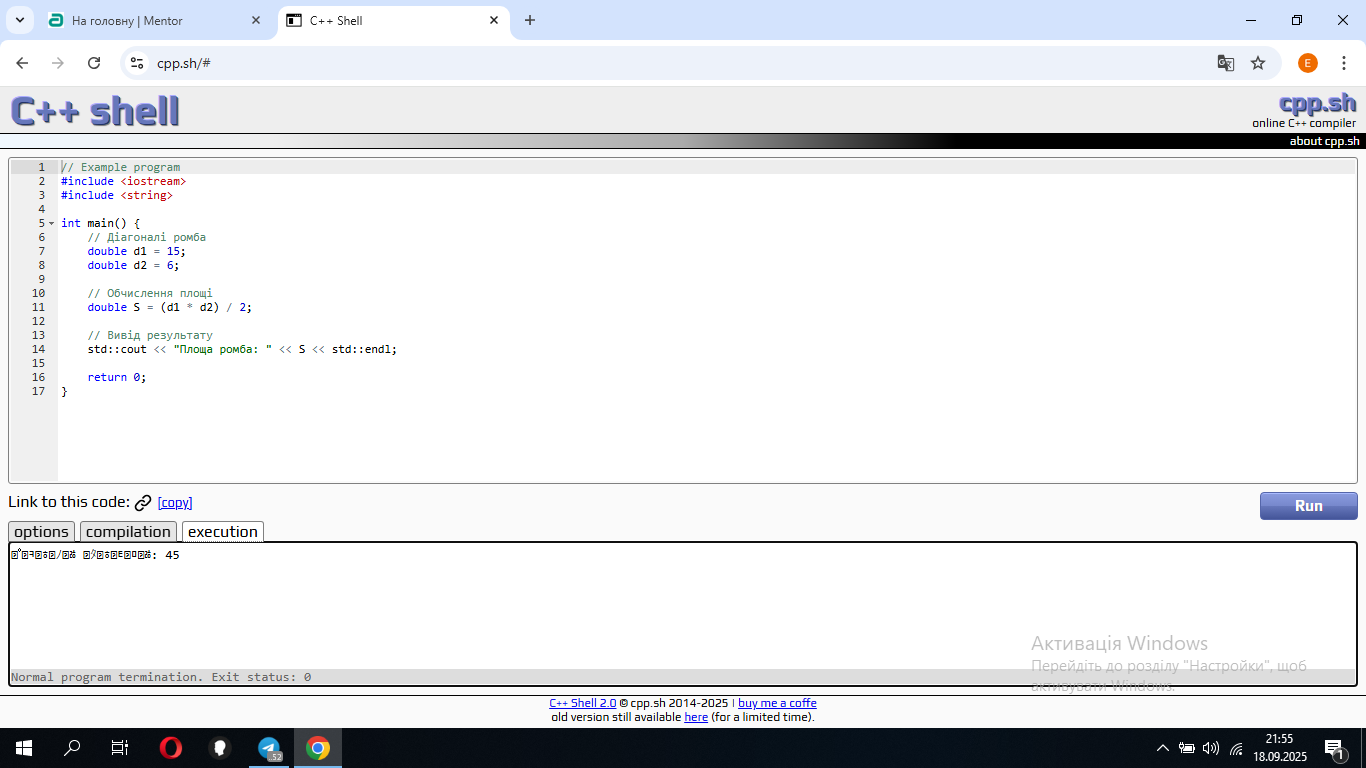 На головну | Mentor
C++ Shell
cpp.sh/#
E
C++ shell
cpp.sh
online C++ compiler
about cpp.sh
1 // Example program
2 #include <iostream>
3 #include <string>
4
5 int main() {
6 // Діагоналі ромба
7 double d1 = 15;
8 double d2 = 6;
9
10 // Обчислення площі
11 double S = (d1 * d2) / 2;
12
13 // Вивід результату
14 std::cout << "Площа ромба: " << S << std::endl;
15
16 return 0;
17 }
Link to this code: [copy]
Run
options compilation execution
: 45
Normal program termination. Exit status: 0
Активація Windows
Перейдіть до розділу "Настройки", щоб
активувати Windows.
C++ Shell 2.0 © cpp.sh 2014-2025 | buy me a coffe
old version still available here (for a limited time).
52
21:55
18.09.2025
1